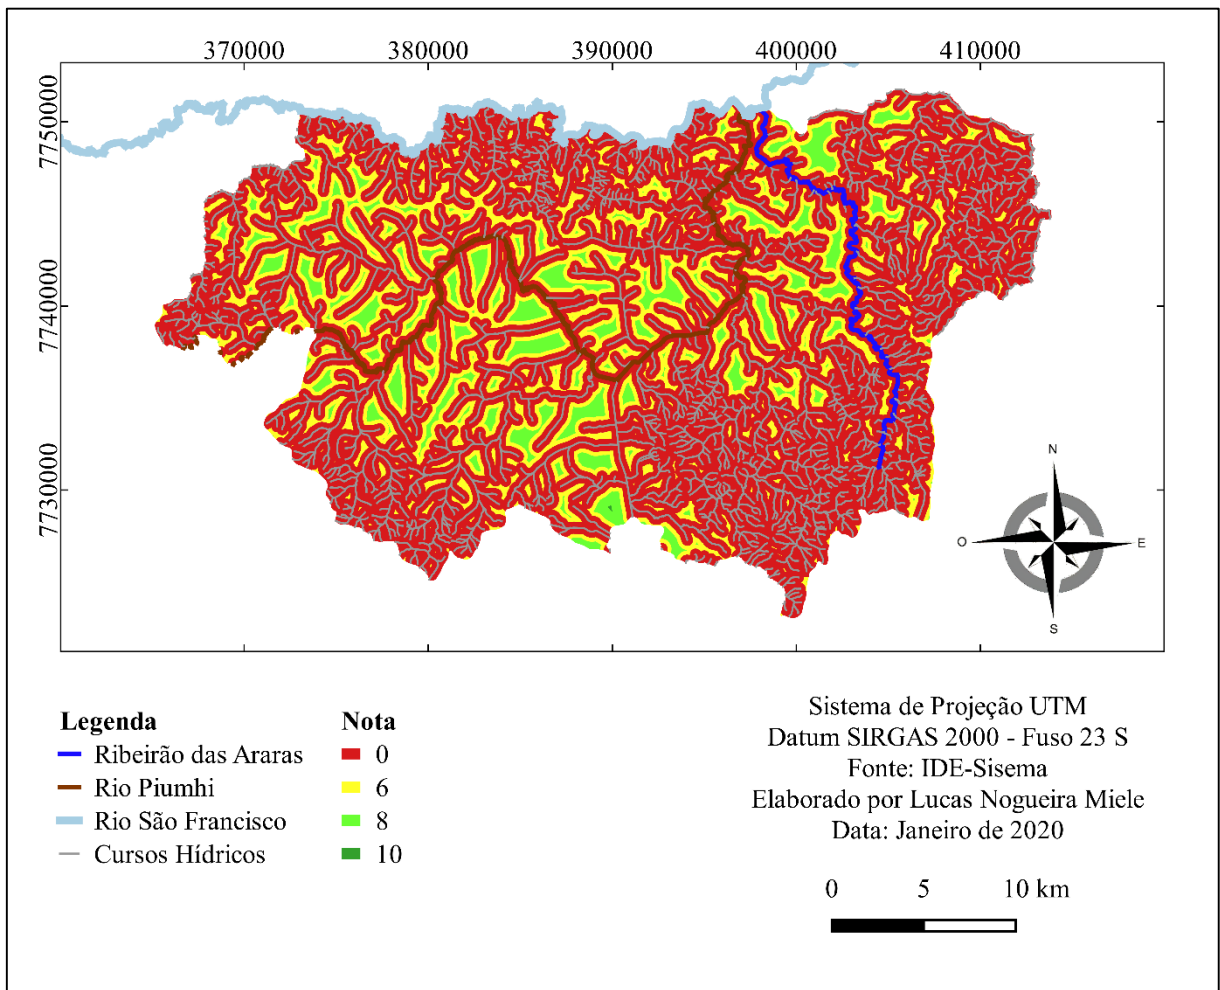 370000 380000 390000 400000 410000
7750000
7740000
7730000
N
O E
S
Legenda
Ribeirão das Araras
Rio Piumhi
Rio São Francisco
Cursos Hídricos
Nota
0
6
8
10
Sistema de Projeção UTM
Datum SIRGAS 2000 - Fuso 23 S
Fonte: IDE-Sisema
Elaborado por Lucas Nogueira Miele
Data: Janeiro de 2020
0 5 10 km